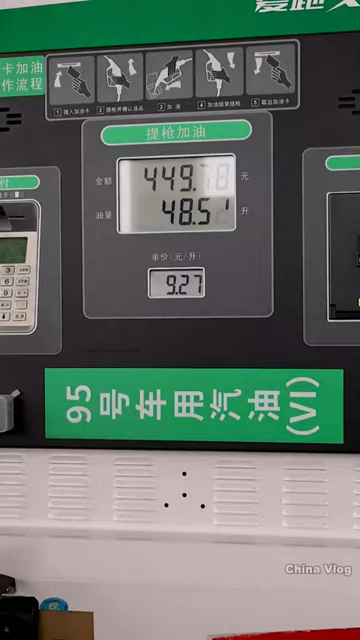 卡加油
作流程
1 插入加油卡
2 提枪并确认油品
3 加油
4 加油结束挂枪
5 取出加油卡
提枪加油
金额 449. 元
油量 48.5 升
单价(元/升)
9.27
付
95号车用汽油(VI)
China Vlog